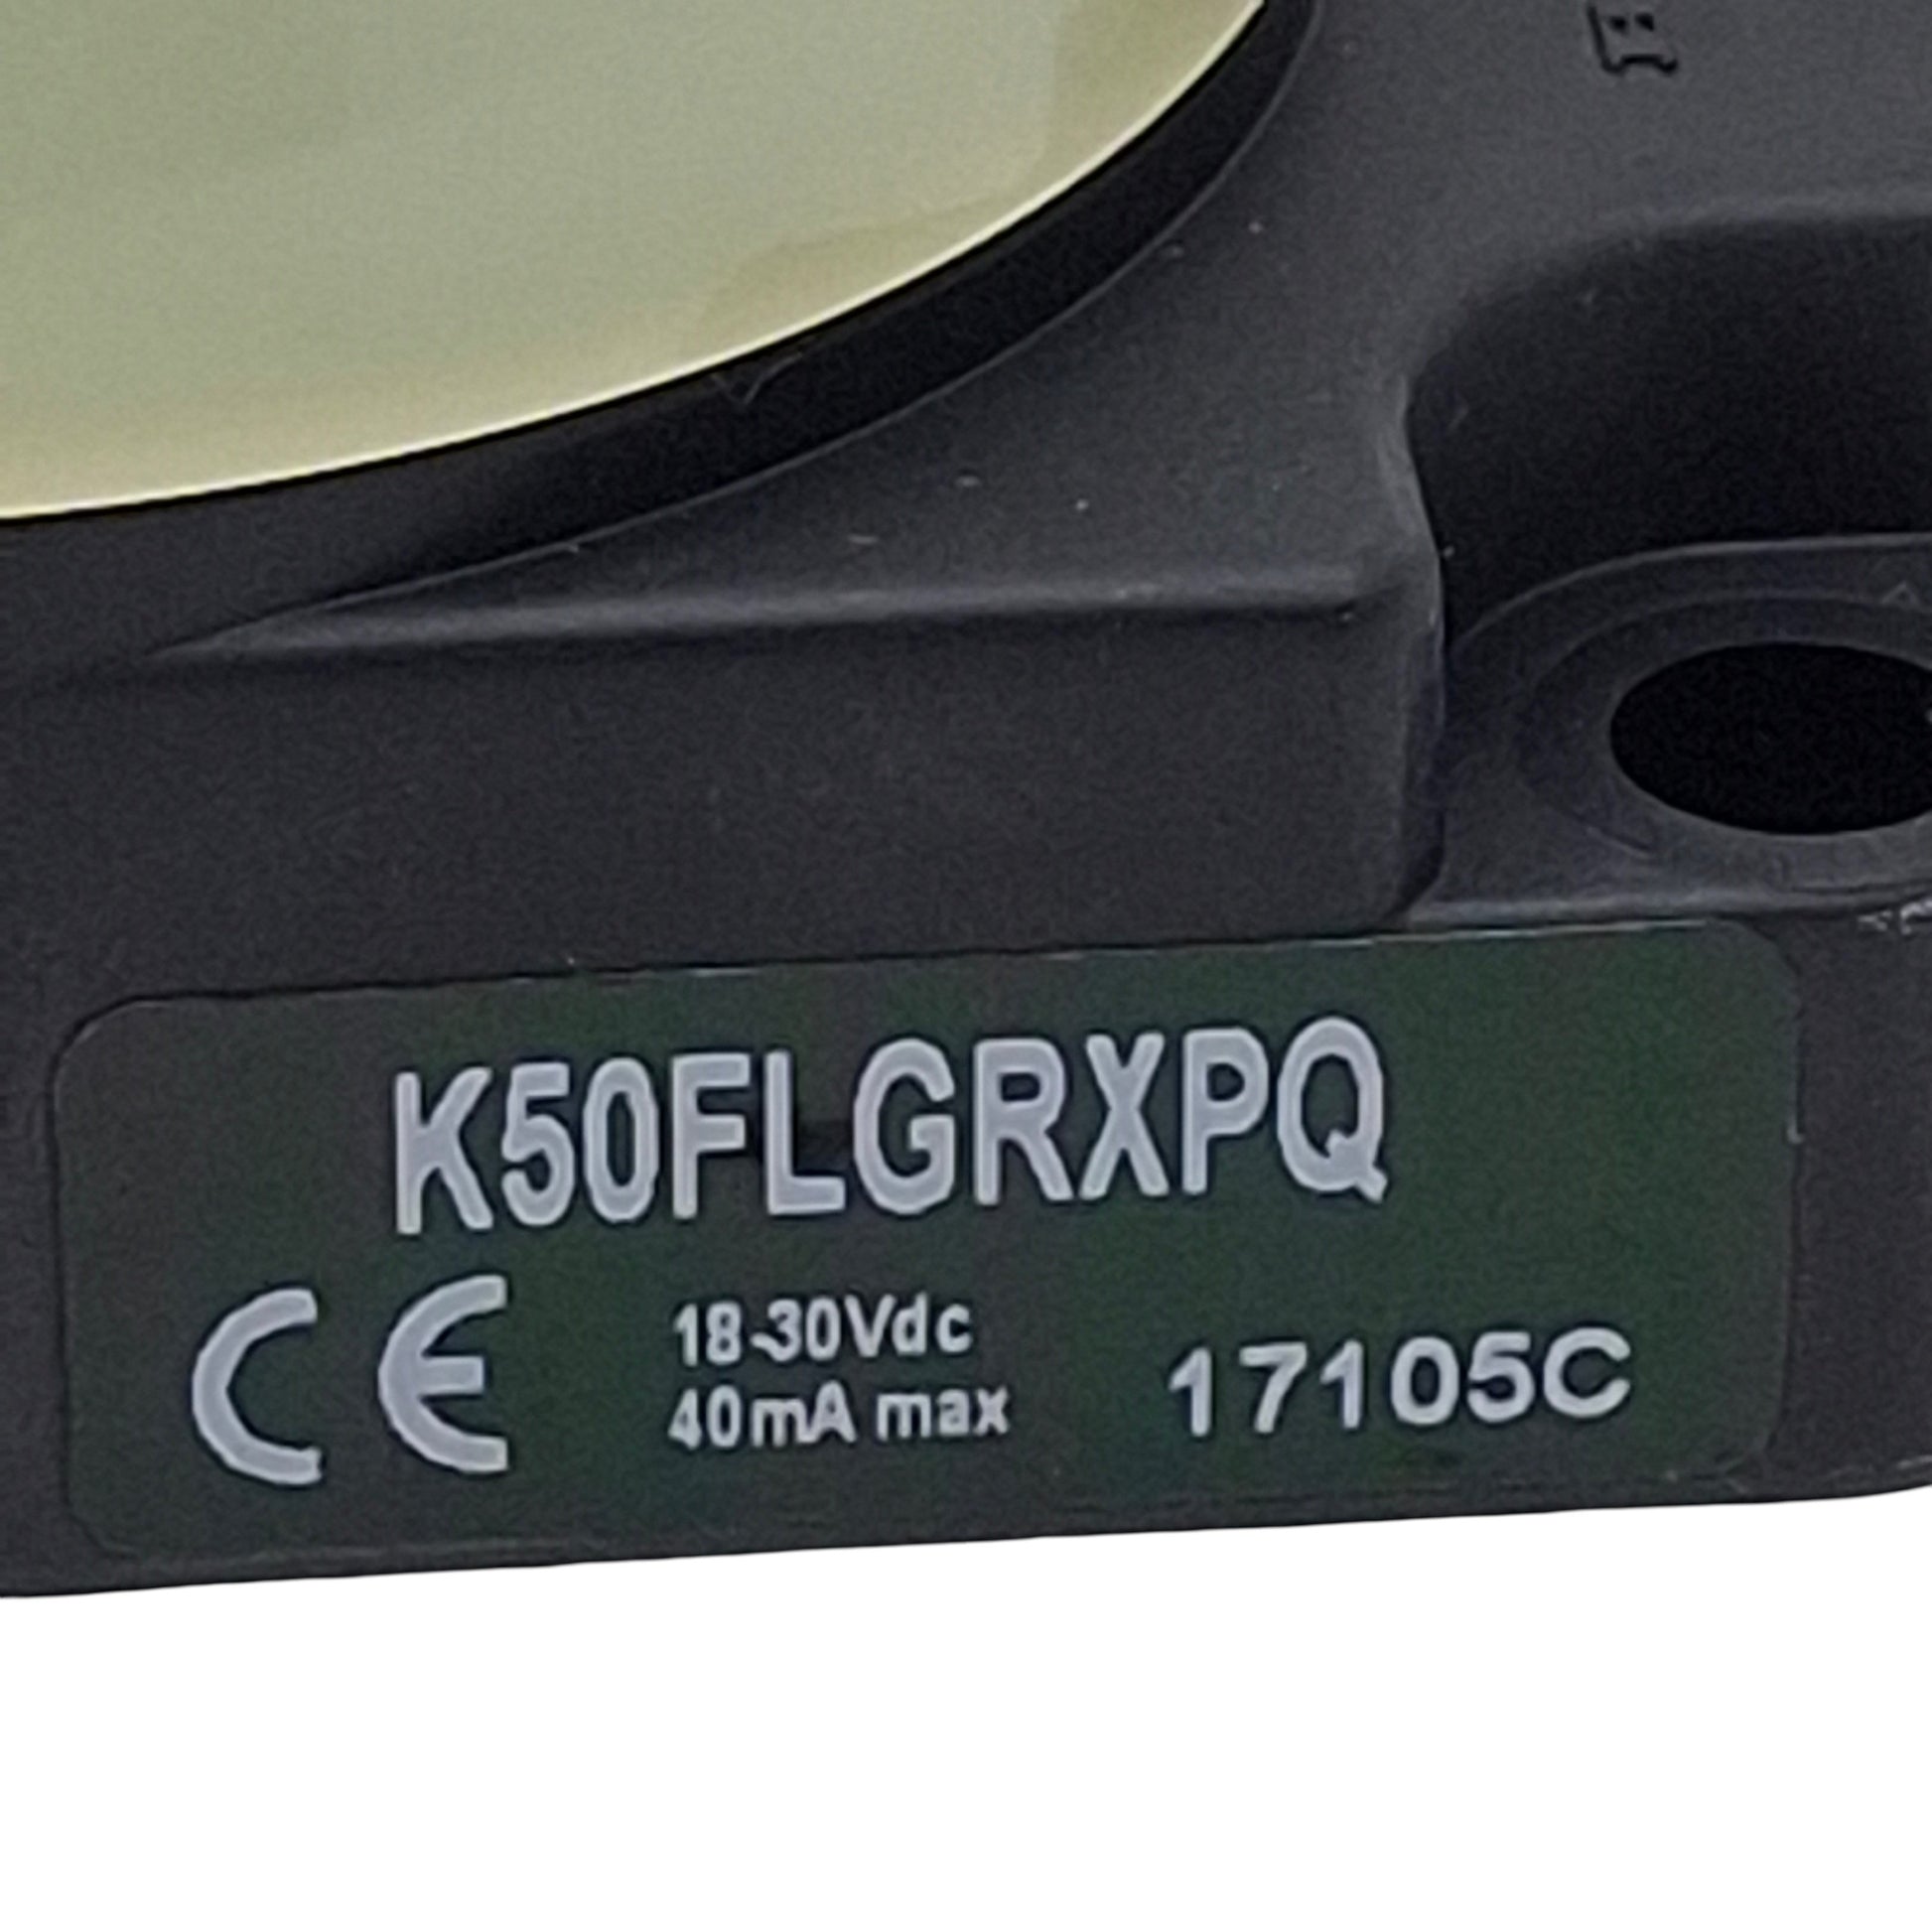 K50FLGRXPQ
CE 18-30Vdc
40mA max
17105C